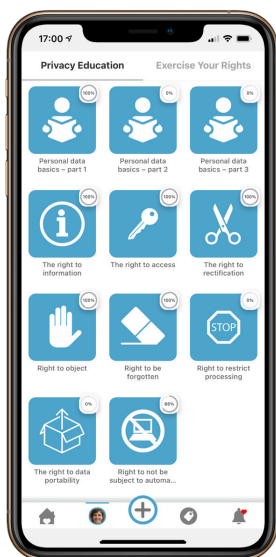 17:00
Privacy Education
Exercise Your Rights
100%
0%
0%
Personal data
basics – part 1
Personal data
basics – part 2
Personal data
basics – part 3
100%
100%
100%
The right to
information
The right to access
The right to
rectification
100%
100%
0%
STOP
Right to object
Right to be
forgotten
Right to restrict
processing
0%
60%
The right to data
portability
Right to not be
subject to automa...